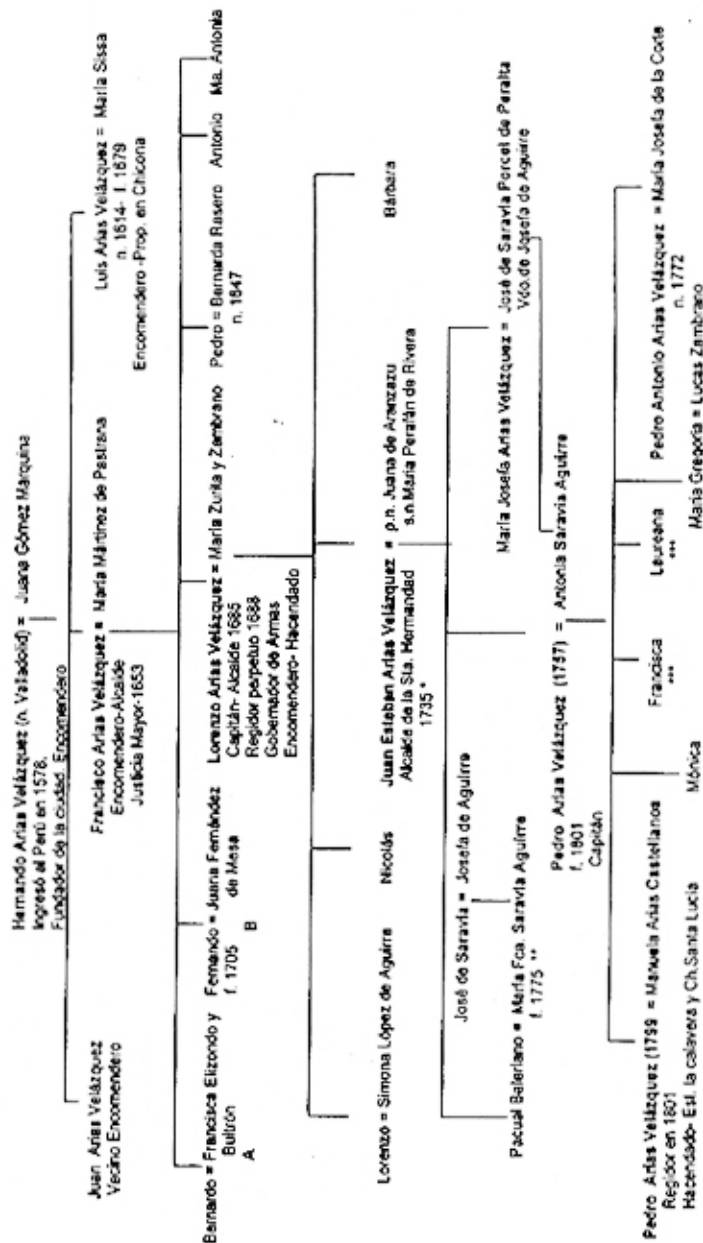 Hernando Arias Velázquez (n. Valladolid) = Juana Gómez Marquina
Ingresó al Perú en 1578.
Fundador de la ciudad. Encomendero
Juan Arias Velázquez
Vecino Encomendero
Francisco Arias Velázquez = María Mártinez de Pastrana
Encomendero-Alcalde
Justicia Mayor-1653
Luis Arias Velázquez = María Sissa
n. 1614- f. 1679
Encomendero -Prop. en Chicona
Bernardo = Francisca Elizondo y
Buitrón
A
Fernando = Juana Fernández
f. 1705 de Mesa
B
Lorenzo Arias Velázquez = María Zurita y Zambrano
Capitán- Alcalde 1685
Regidor perpetuo 1688
Gobernador de Armas
Encomendero- Hacendado
Pedro = Bernarda Rasero
n. 1647
Antonio
Ma. Antonia
Lorenzo = Simona López de Aguirre
Nicolás
Juan Esteban Arias Velázquez = p.n. Juana de Aranzazu
Alcalde de la Sta. Hermandad s.n.María Perafán de Rivera
1735 *
Bárbara
José de Saravia = Josefa de Aguirre
Pacual Baleriano = María Fca. Saravia Aguirre
f. 1775 **
María Josefa Arias Velázquez = José de Saravia Porcel de Peralta
Vdo.de Josefa de Aguirre
Pedro Arias Velázquez (1757) = Antonia Saravia Aguirre
f. 1801
Capitán
Pedro Arias Velázquez (1799 = Manuela Arias Castellanos
Regidor en 1801
Hacendado- Est. la calavera y Ch.Santa Lucía
Mónica
Francisca
***
Laureana
***
María Gregoria = Lucas Zambrano
Pedro Antonio Arias Velázquez = María Josefa de la Corte
n. 1772